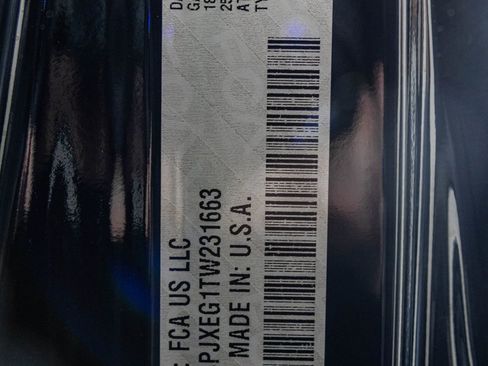 FCA US LLC
PJXEG1TW231663
MADE IN: U.S.A.